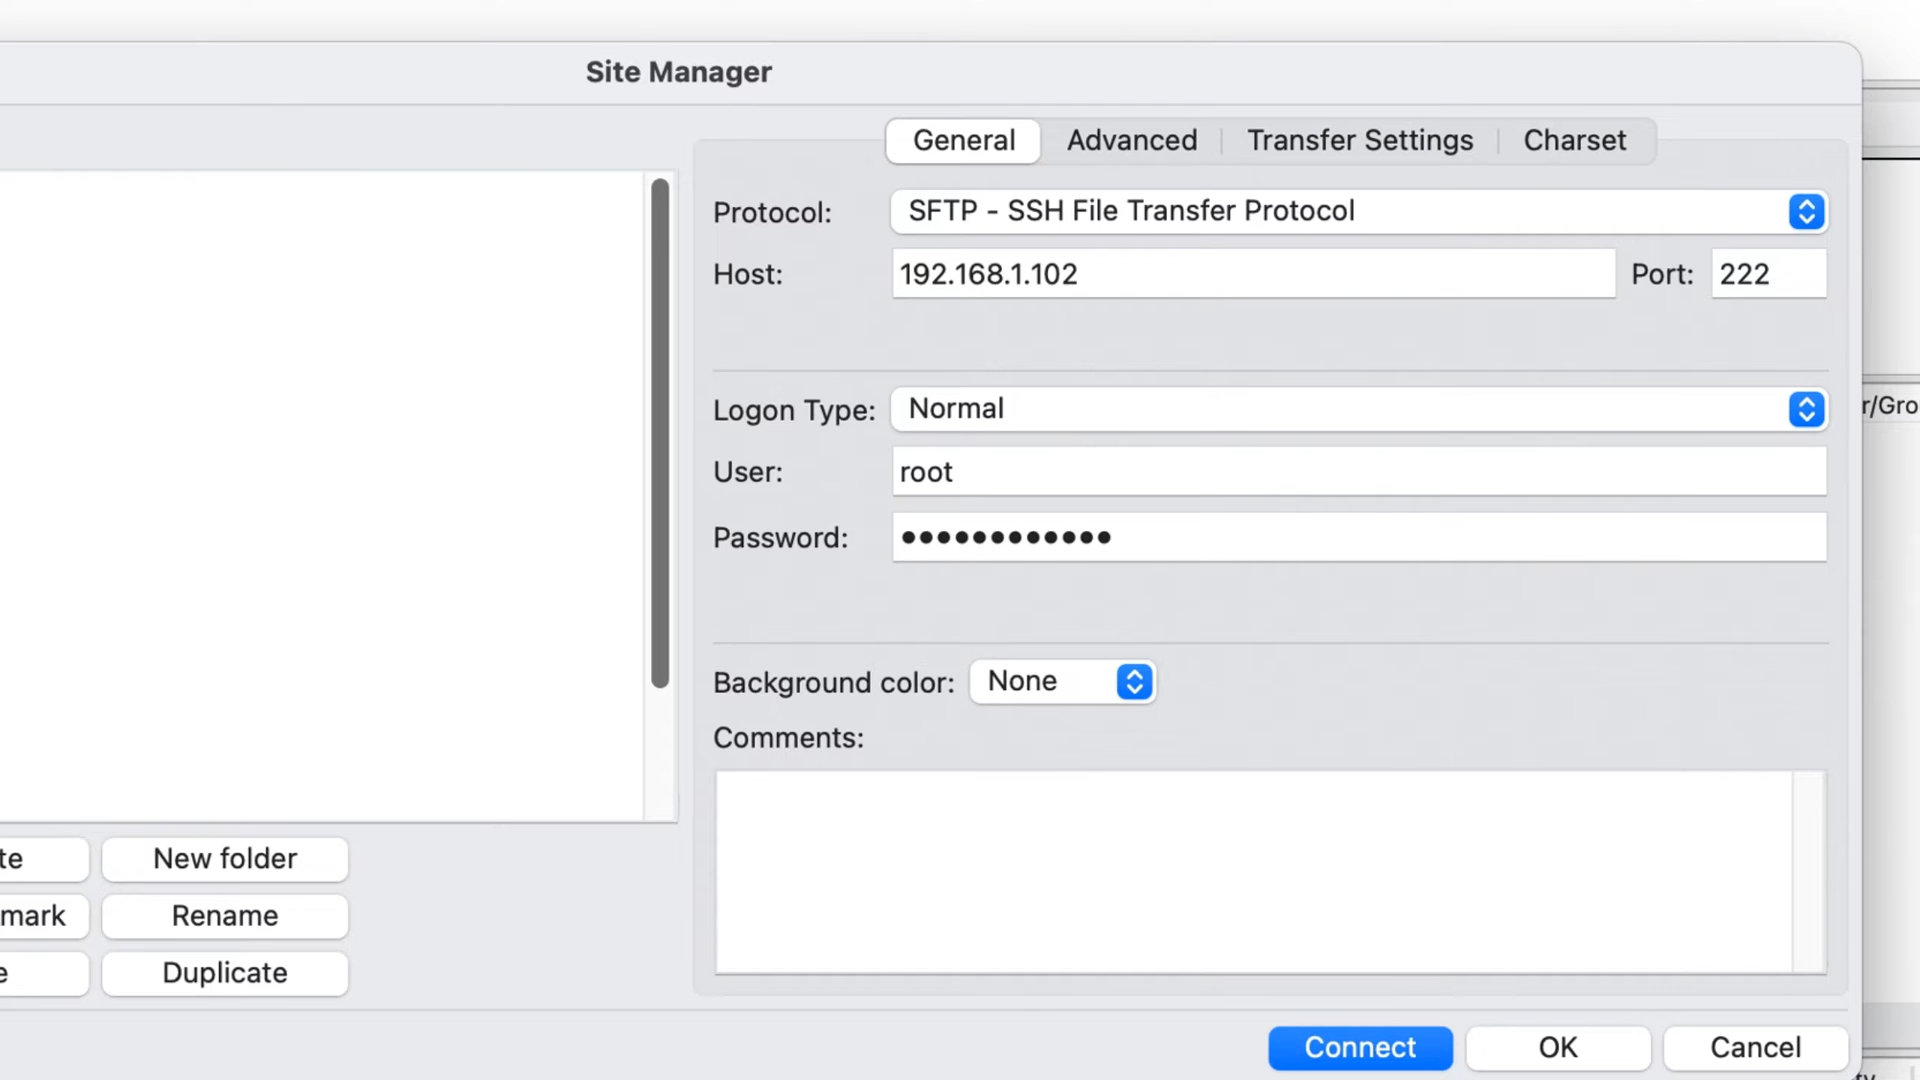 Site Manager
General
Advanced
Transfer Settings
Charset
Protocol:
SFTP - SSH File Transfer Protocol
Host:
192.168.1.102
Port:
222
Logon Type:
Normal
User:
root
Password:
••••••••••••
Background color:
None
Comments:
te
New folder
mark
Rename
e
Duplicate
Connect
OK
Cancel
r/Gro